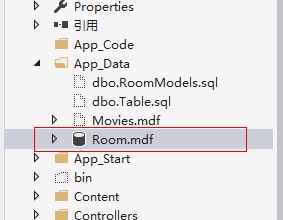 Properties
引用
App_Code
App_Data
dbo.RoomModels.sql
dbo.Table.sql
Movies.mdf
Room.mdf
App_Start
bin
Content
Controllers